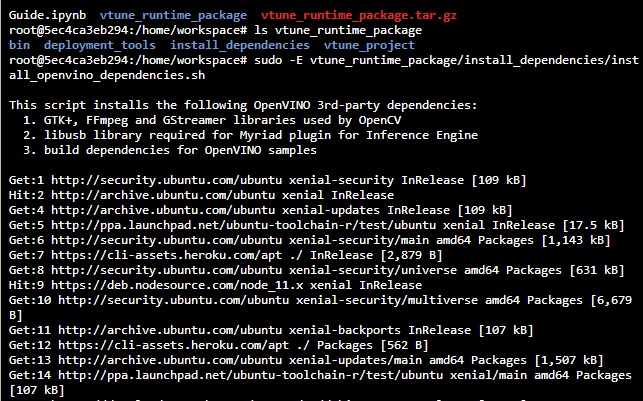 Guide.ipynb  vtune_runtime_package  vtune_runtime_package.tar.gz
root@5ec4ca3eb294:/home/workspace# ls vtune_runtime_package
bin  deployment_tools  install_dependencies  vtune_project
root@5ec4ca3eb294:/home/workspace# sudo -E vtune_runtime_package/install_dependencies/inst
all_openvino_dependencies.sh
This script installs the following OpenVINO 3rd-party dependencies:
1. GTK+, FFmpeg and GStreamer libraries used by OpenCV
2. libusb library required for Myriad plugin for Inference Engine
3. build dependencies for OpenVINO samples
Get:1 http://security.ubuntu.com/ubuntu xenial-security InRelease [109 kB]
Hit:2 http://archive.ubuntu.com/ubuntu xenial InRelease
Get:4 http://archive.ubuntu.com/ubuntu xenial-updates InRelease [109 kB]
Get:5 http://ppa.launchpad.net/ubuntu-toolchain-r/test/ubuntu xenial InRelease [17.5 kB]
Get:6 http://security.ubuntu.com/ubuntu xenial-security/main amd64 Packages [1,143 kB]
Get:7 https://cli-assets.heroku.com/apt ./ InRelease [2,879 B]
Get:8 http://security.ubuntu.com/ubuntu xenial-security/universe amd64 Packages [631 kB]
Hit:9 https://deb.nodesource.com/node_11.x xenial InRelease
Get:10 http://security.ubuntu.com/ubuntu xenial-security/multiverse amd64 Packages [6,679
B]
Get:11 http://archive.ubuntu.com/ubuntu xenial-backports InRelease [107 kB]
Get:12 https://cli-assets.heroku.com/apt ./ Packages [562 B]
Get:13 http://archive.ubuntu.com/ubuntu xenial-updates/main amd64 Packages [1,507 kB]
Get:14 http://ppa.launchpad.net/ubuntu-toolchain-r/test/ubuntu xenial/main amd64 Packages
[107 kB]